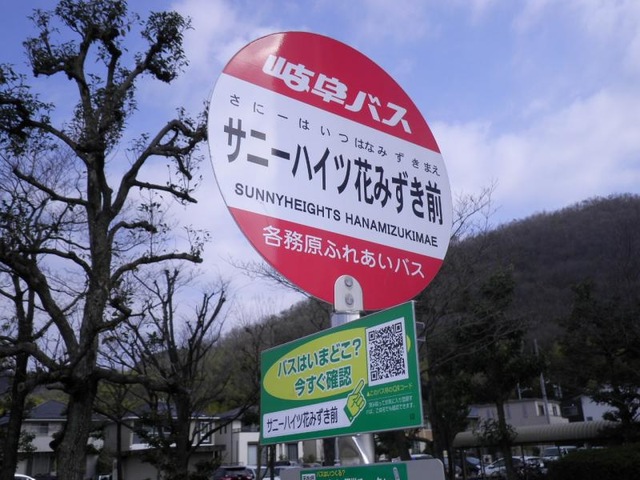 岐阜バス
さにーはいつはなみずきまえ
サニーハイツ花みずき前
SUNNYHEIGHTS HANAMIZUKIMAE
各務原ふれあいバス
バスはいまどこ?
今すぐ確認
サニーハイツ花みずき前